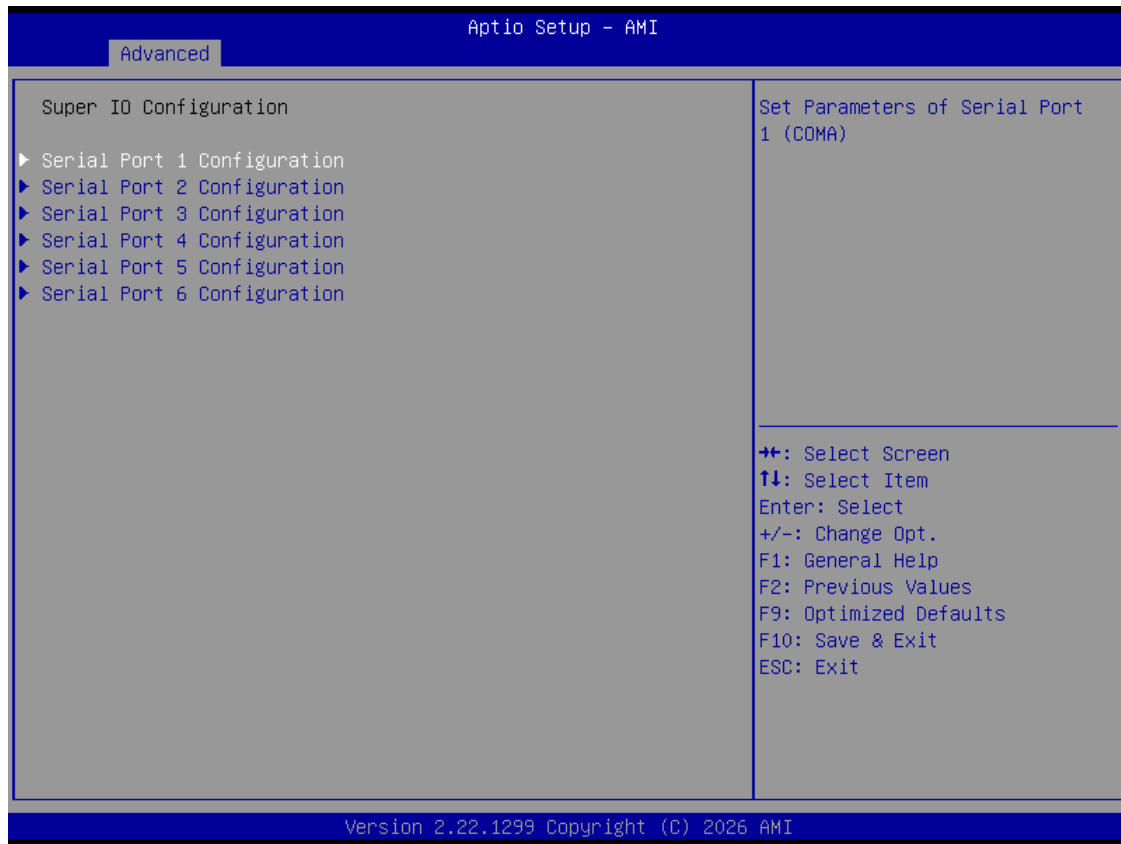 Aptio Setup – AMI
Advanced
Super IO Configuration
Serial Port 1 Configuration
Serial Port 2 Configuration
Serial Port 3 Configuration
Serial Port 4 Configuration
Serial Port 5 Configuration
Serial Port 6 Configuration
Set Parameters of Serial Port
1 (COMA)
→←: Select Screen
↑↓: Select Item
Enter: Select
+/-: Change Opt.
F1: General Help
F2: Previous Values
F9: Optimized Defaults
F10: Save & Exit
ESC: Exit
Version 2.22.1299 Copyright (C) 2026 AMI